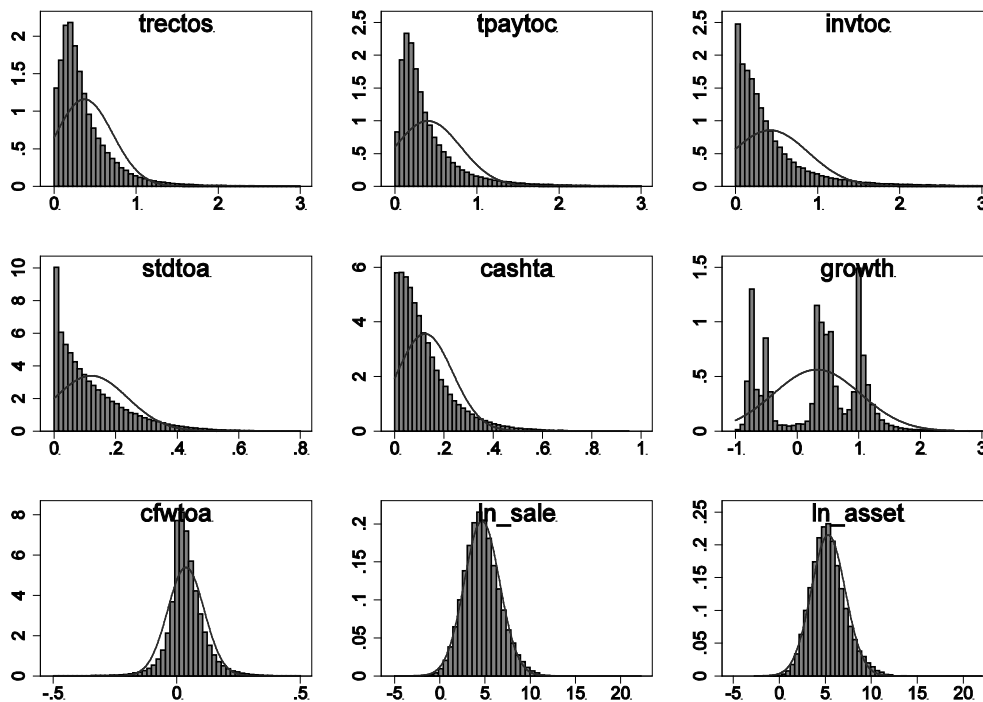 trectos
2
1.5
1
.5
0
0. 1. 2. 3.
tpaytoc
2.5
2
1.5
1
.5
0
0. 1. 2. 3.
invtoc
2.5
2
1.5
1
.5
0
0. 1. 2. 3.
stdtoa
10
8
6
4
2
0
0. .2. .4. .6. .8.
cashta
6
4
2
0
0. .2. .4. .6. .8. 1.
growth
1.5
1
.5
0
-1. 0. 1. 2. 3.
cfwtoa
8
6
4
2
0
-.5. 0. .5.
ln_sale
.2
.15
.1
.05
0
-5. 0. 5. 10. 15. 20.
ln_asset
.25
.2
.15
.1
.05
0
-5. 0. 5. 10. 15. 20.